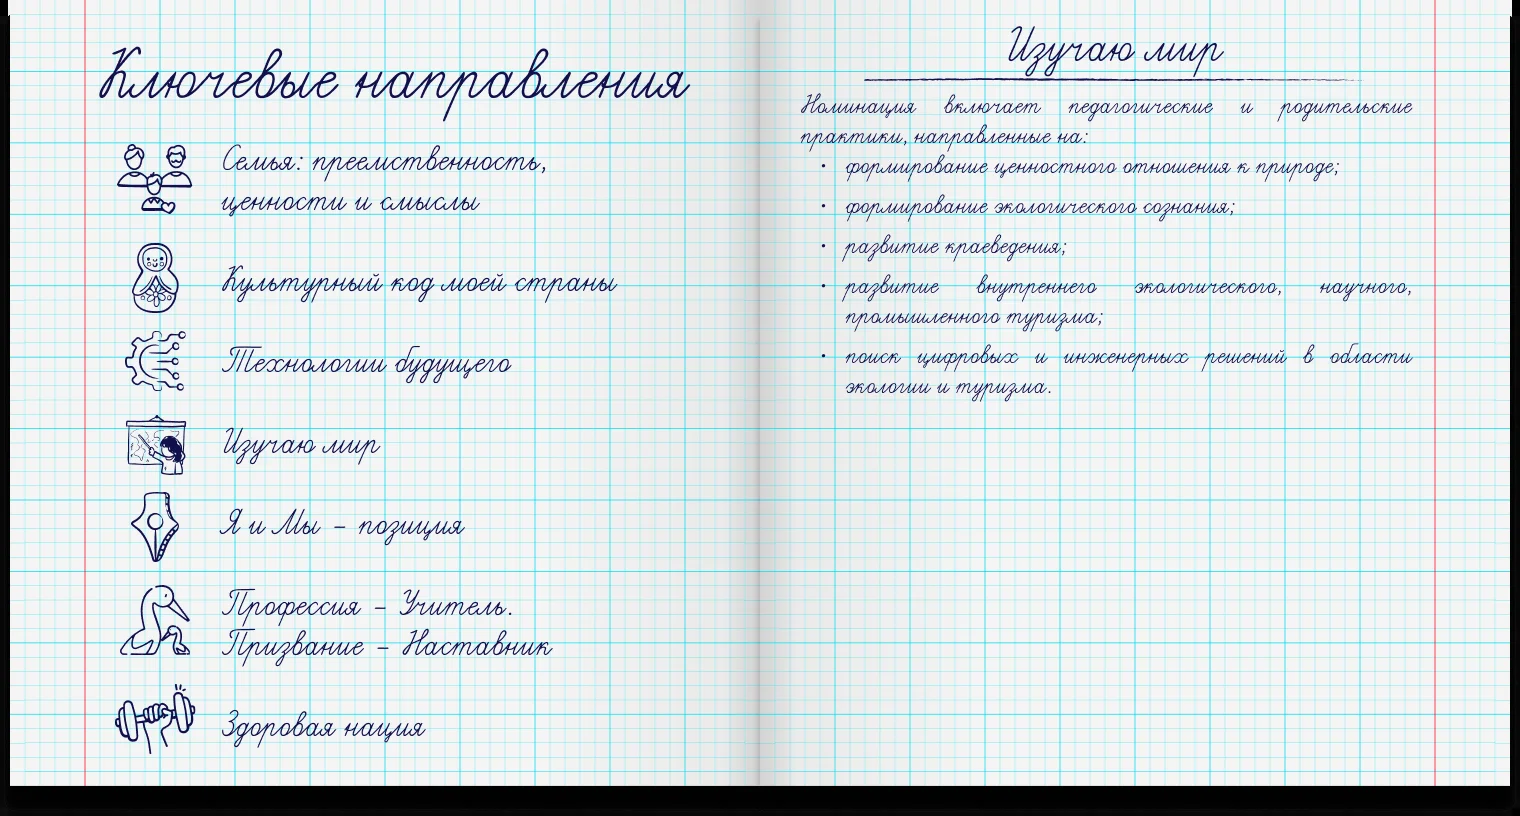 Ключевые направления
Семья: преемственность,
ценности и смыслы
Культурный код моей страны
Технологии будущего
Изучаю мир
Я и Мы – позиция
Профессия – Учитель.
Призвание – Наставник
Здоровая нация
Изучаю мир
Номинация включает педагогические и родительские
практики, направленные на:
• формирование ценностного отношения к природе;
• формирование экологического сознания;
• развитие краеведения;
• развитие внутреннего экологического, научного,
промышленного туризма;
• поиск цифровых и инженерных решений в области
экологии и туризма.